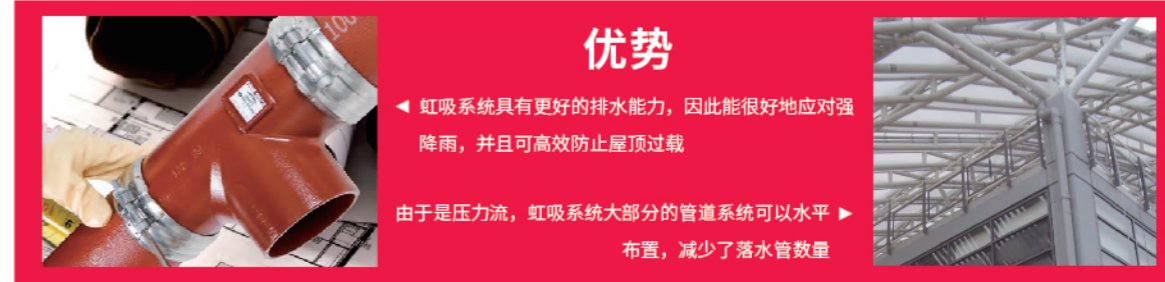 100
优势
◀ 虹吸系统具有更好的排水能力，因此能很好地应对强
降雨，并且可高效防止屋顶过载
由于是压力流，虹吸系统大部分的管道系统可以水平 ▶
布置，减少了落水管数量